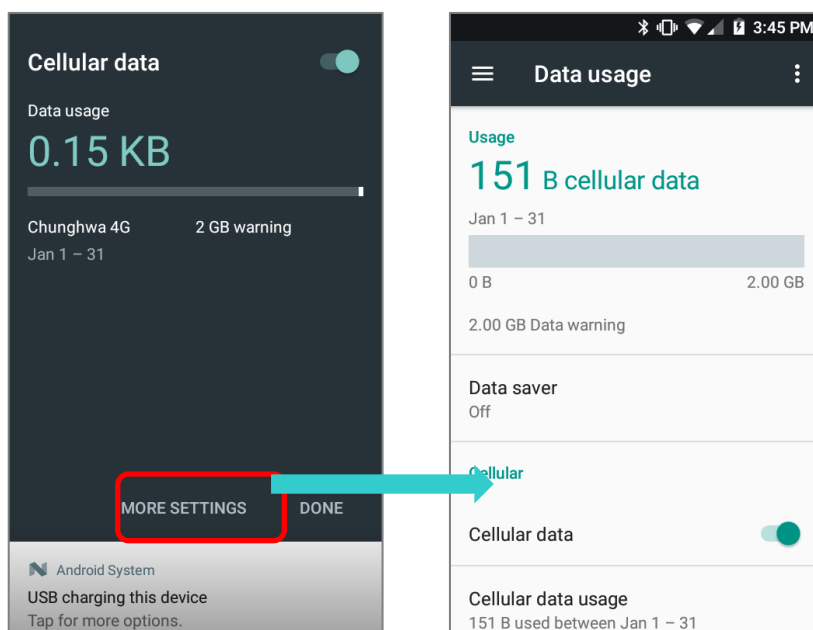 Cellular data
Data usage
0.15 KB
Chunghwa 4G 2 GB warning
Jan 1 – 31
MORE SETTINGS DONE
Android System
USB charging this device
Tap for more options.
3:45 PM
Data usage
Usage
151 B cellular data
Jan 1 – 31
0 B 2.00 GB
2.00 GB Data warning
Data saver
Off
Cellular
Cellular data
Cellular data usage
151 B used between Jan 1 – 31